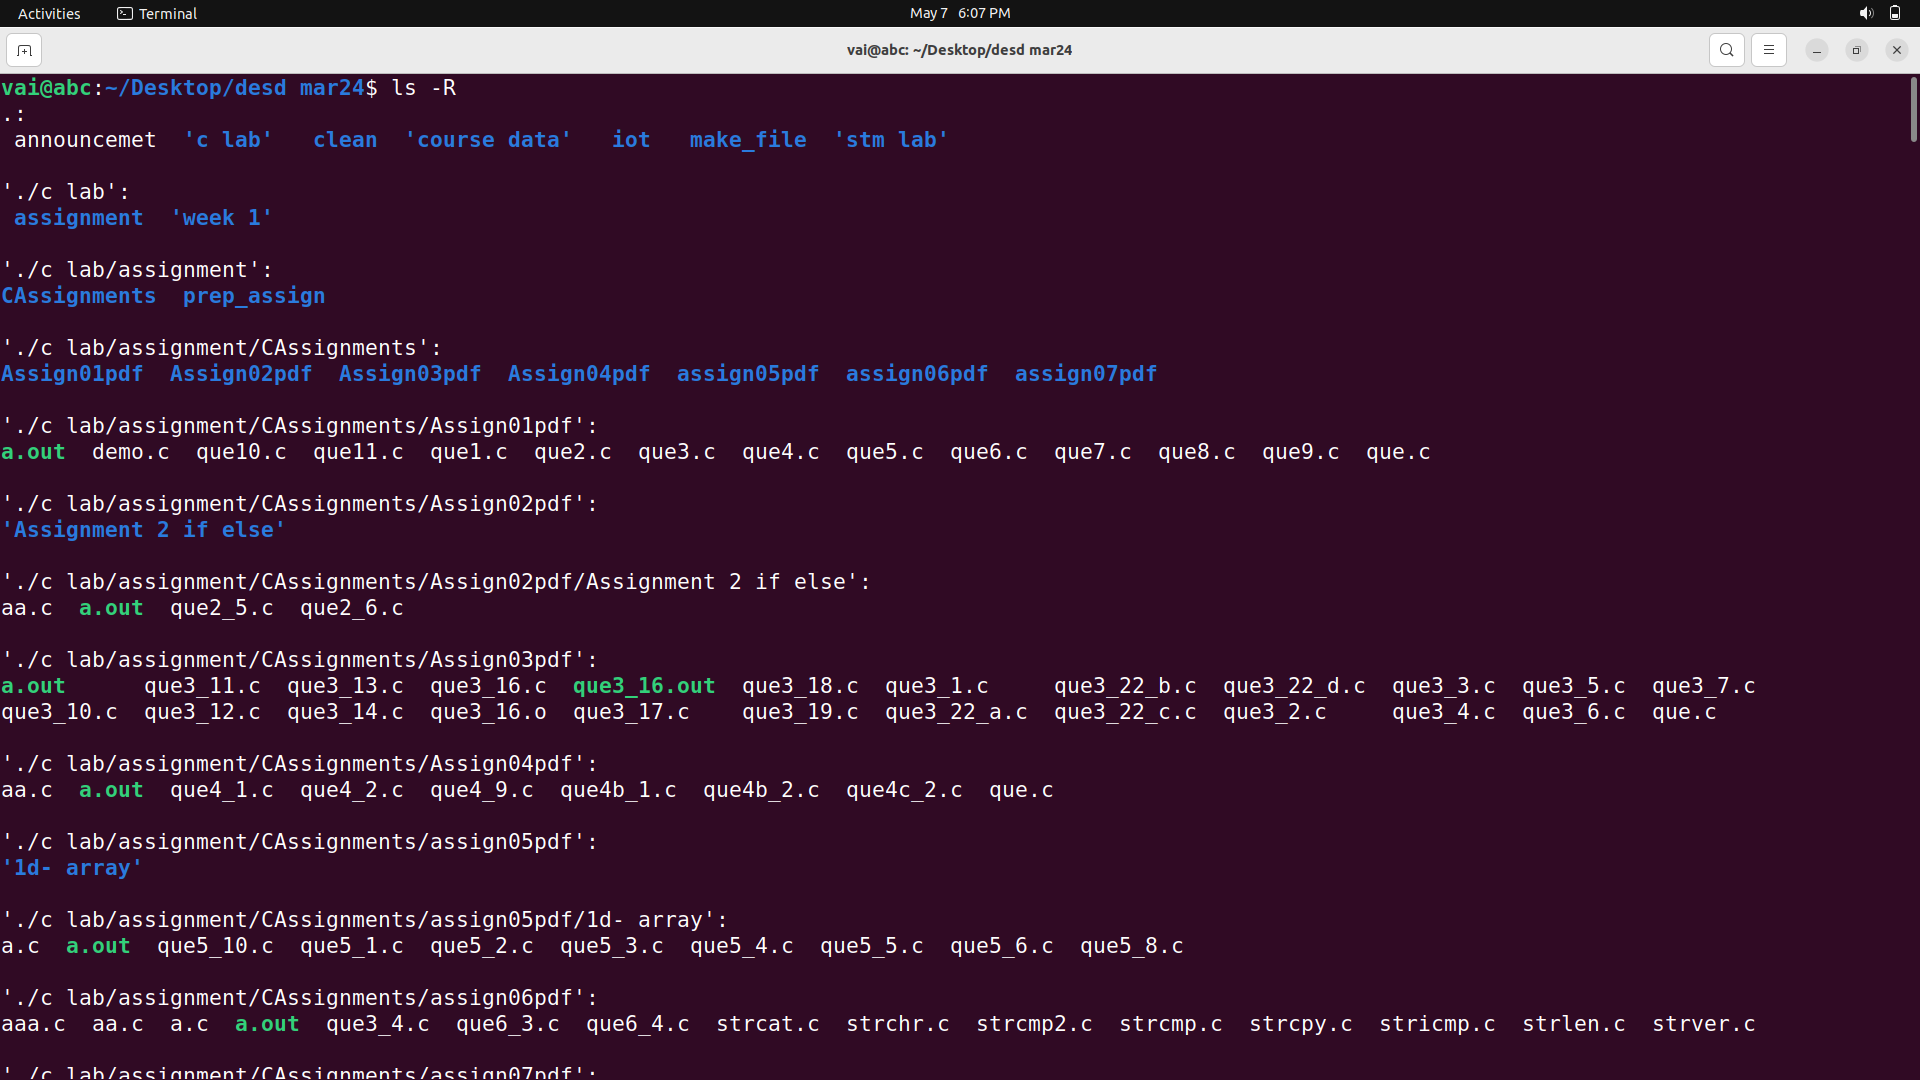 Activities Terminal May 7 6:07 PM
vai@abc: ~/Desktop/desd mar24
vai@abc:~/Desktop/desd mar24$ ls -R
.:
announcemet 'c lab' clean 'course data' iot make_file 'stm lab'
'./c lab':
assignment 'week 1'
'./c lab/assignment':
CAssignments prep_assign
'./c lab/assignment/CAssignments':
Assign01pdf Assign02pdf Assign03pdf Assign04pdf assign05pdf assign06pdf assign07pdf
'./c lab/assignment/CAssignments/Assign01pdf':
a.out demo.c que10.c que11.c que1.c que2.c que3.c que4.c que5.c que6.c que7.c que8.c que9.c que.c
'./c lab/assignment/CAssignments/Assign02pdf':
'Assignment 2 if else'
'./c lab/assignment/CAssignments/Assign02pdf/Assignment 2 if else':
aa.c a.out que2_5.c que2_6.c
'./c lab/assignment/CAssignments/Assign03pdf':
a.out que3_11.c que3_13.c que3_16.c que3_16.out que3_18.c que3_1.c que3_22_b.c que3_22_d.c que3_3.c que3_5.c que3_7.c
que3_10.c que3_12.c que3_14.c que3_16.o que3_17.c que3_19.c que3_22_a.c que3_22_c.c que3_2.c que3_4.c que3_6.c que.c
'./c lab/assignment/CAssignments/Assign04pdf':
aa.c a.out que4_1.c que4_2.c que4_9.c que4b_1.c que4b_2.c que4c_2.c que.c
'./c lab/assignment/CAssignments/assign05pdf':
'1d- array'
'./c lab/assignment/CAssignments/assign05pdf/1d- array':
a.c a.out que5_10.c que5_1.c que5_2.c que5_3.c que5_4.c que5_5.c que5_6.c que5_8.c
'./c lab/assignment/CAssignments/assign06pdf':
aaa.c aa.c a.c a.out que3_4.c que6_3.c que6_4.c strcat.c strchr.c strcmp2.c strcmp.c strcpy.c stricmp.c strlen.c strver.c
'./c lab/assignment/CAssignments/assign07pdf':